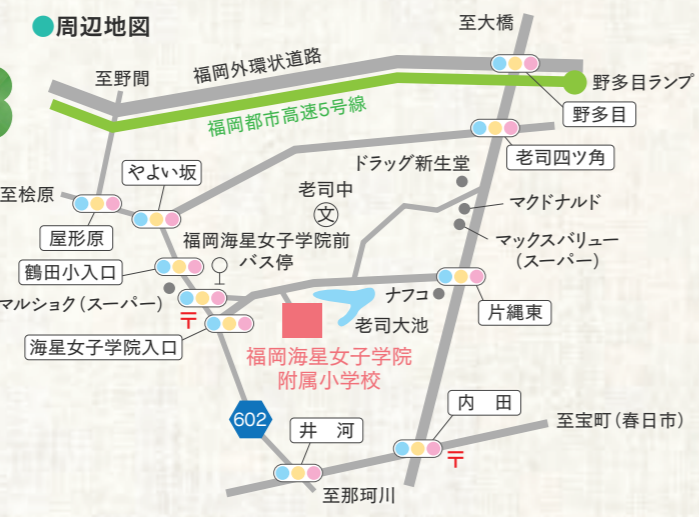 ●周辺地図
至大橋
至野間
福岡外環状道路
福岡都市高速5号線
野多目ランプ
野多目
老司四ツ角
やよい坂
ドラッグ新生堂
至桧原
老司中
文
マクドナルド
屋形原
福岡海星女子学院前
バス停
マックスバリュー
(スーパー)
鶴田小入口
マルショク(スーパー)
〒
ナフコ
片縄東
海星女子学院入口
老司大池
福岡海星女子学院
附属小学校
602
井 河
内 田
至宝町(春日市)
〒
至那珂川